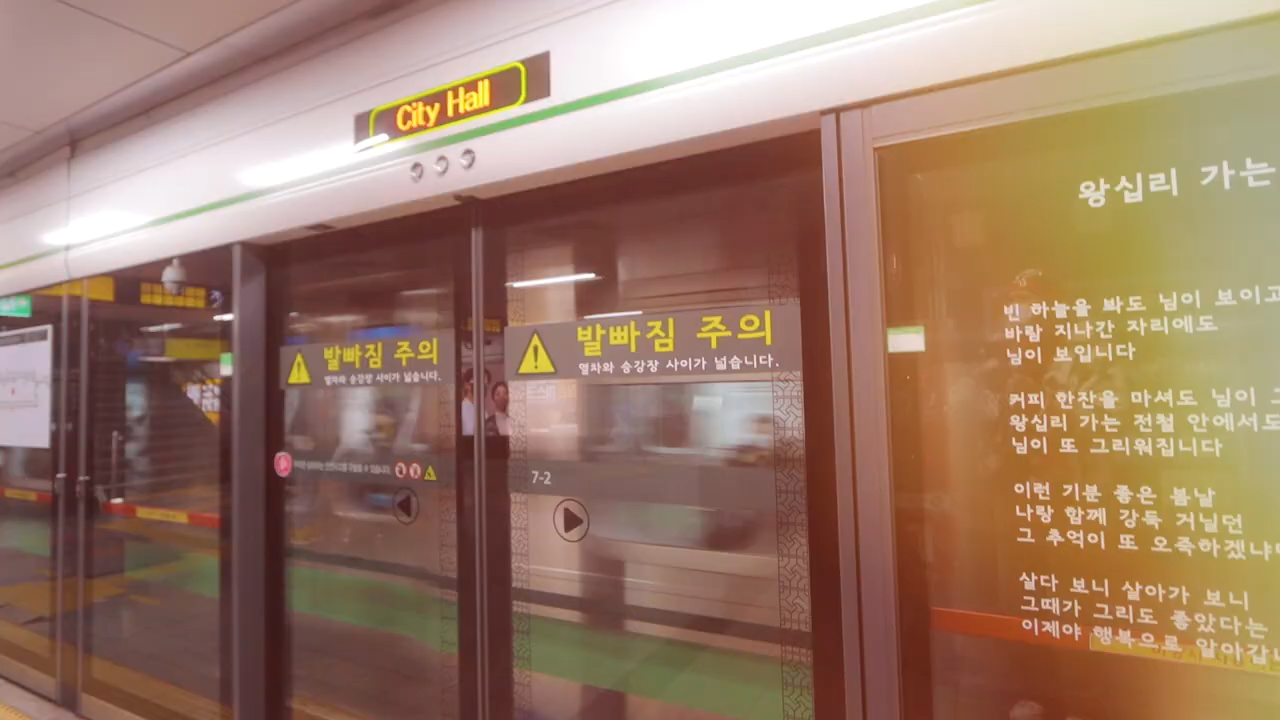 City Hall
발빠짐 주의
열차와 승강장 사이가 넓습니다.
발빠짐 주의
열차와 승강장 사이가 넓습니다.
7-2
왕십리 가는
빈 하늘을 봐도 님이 보이고
바람 지나간 자리에도
님이 보입니다
커피 한잔을 마셔도 님이
왕십리 가는 전철 안에서도
님이 또 그리워집니다
이런 기분 좋은 봄날
나랑 함께 강둑 거닐던
그 추억이 또 오죽하겠냐
살다 보니 살아가 보니
그때가 그리도 좋았다는
이제야 행복으로 알아갑니